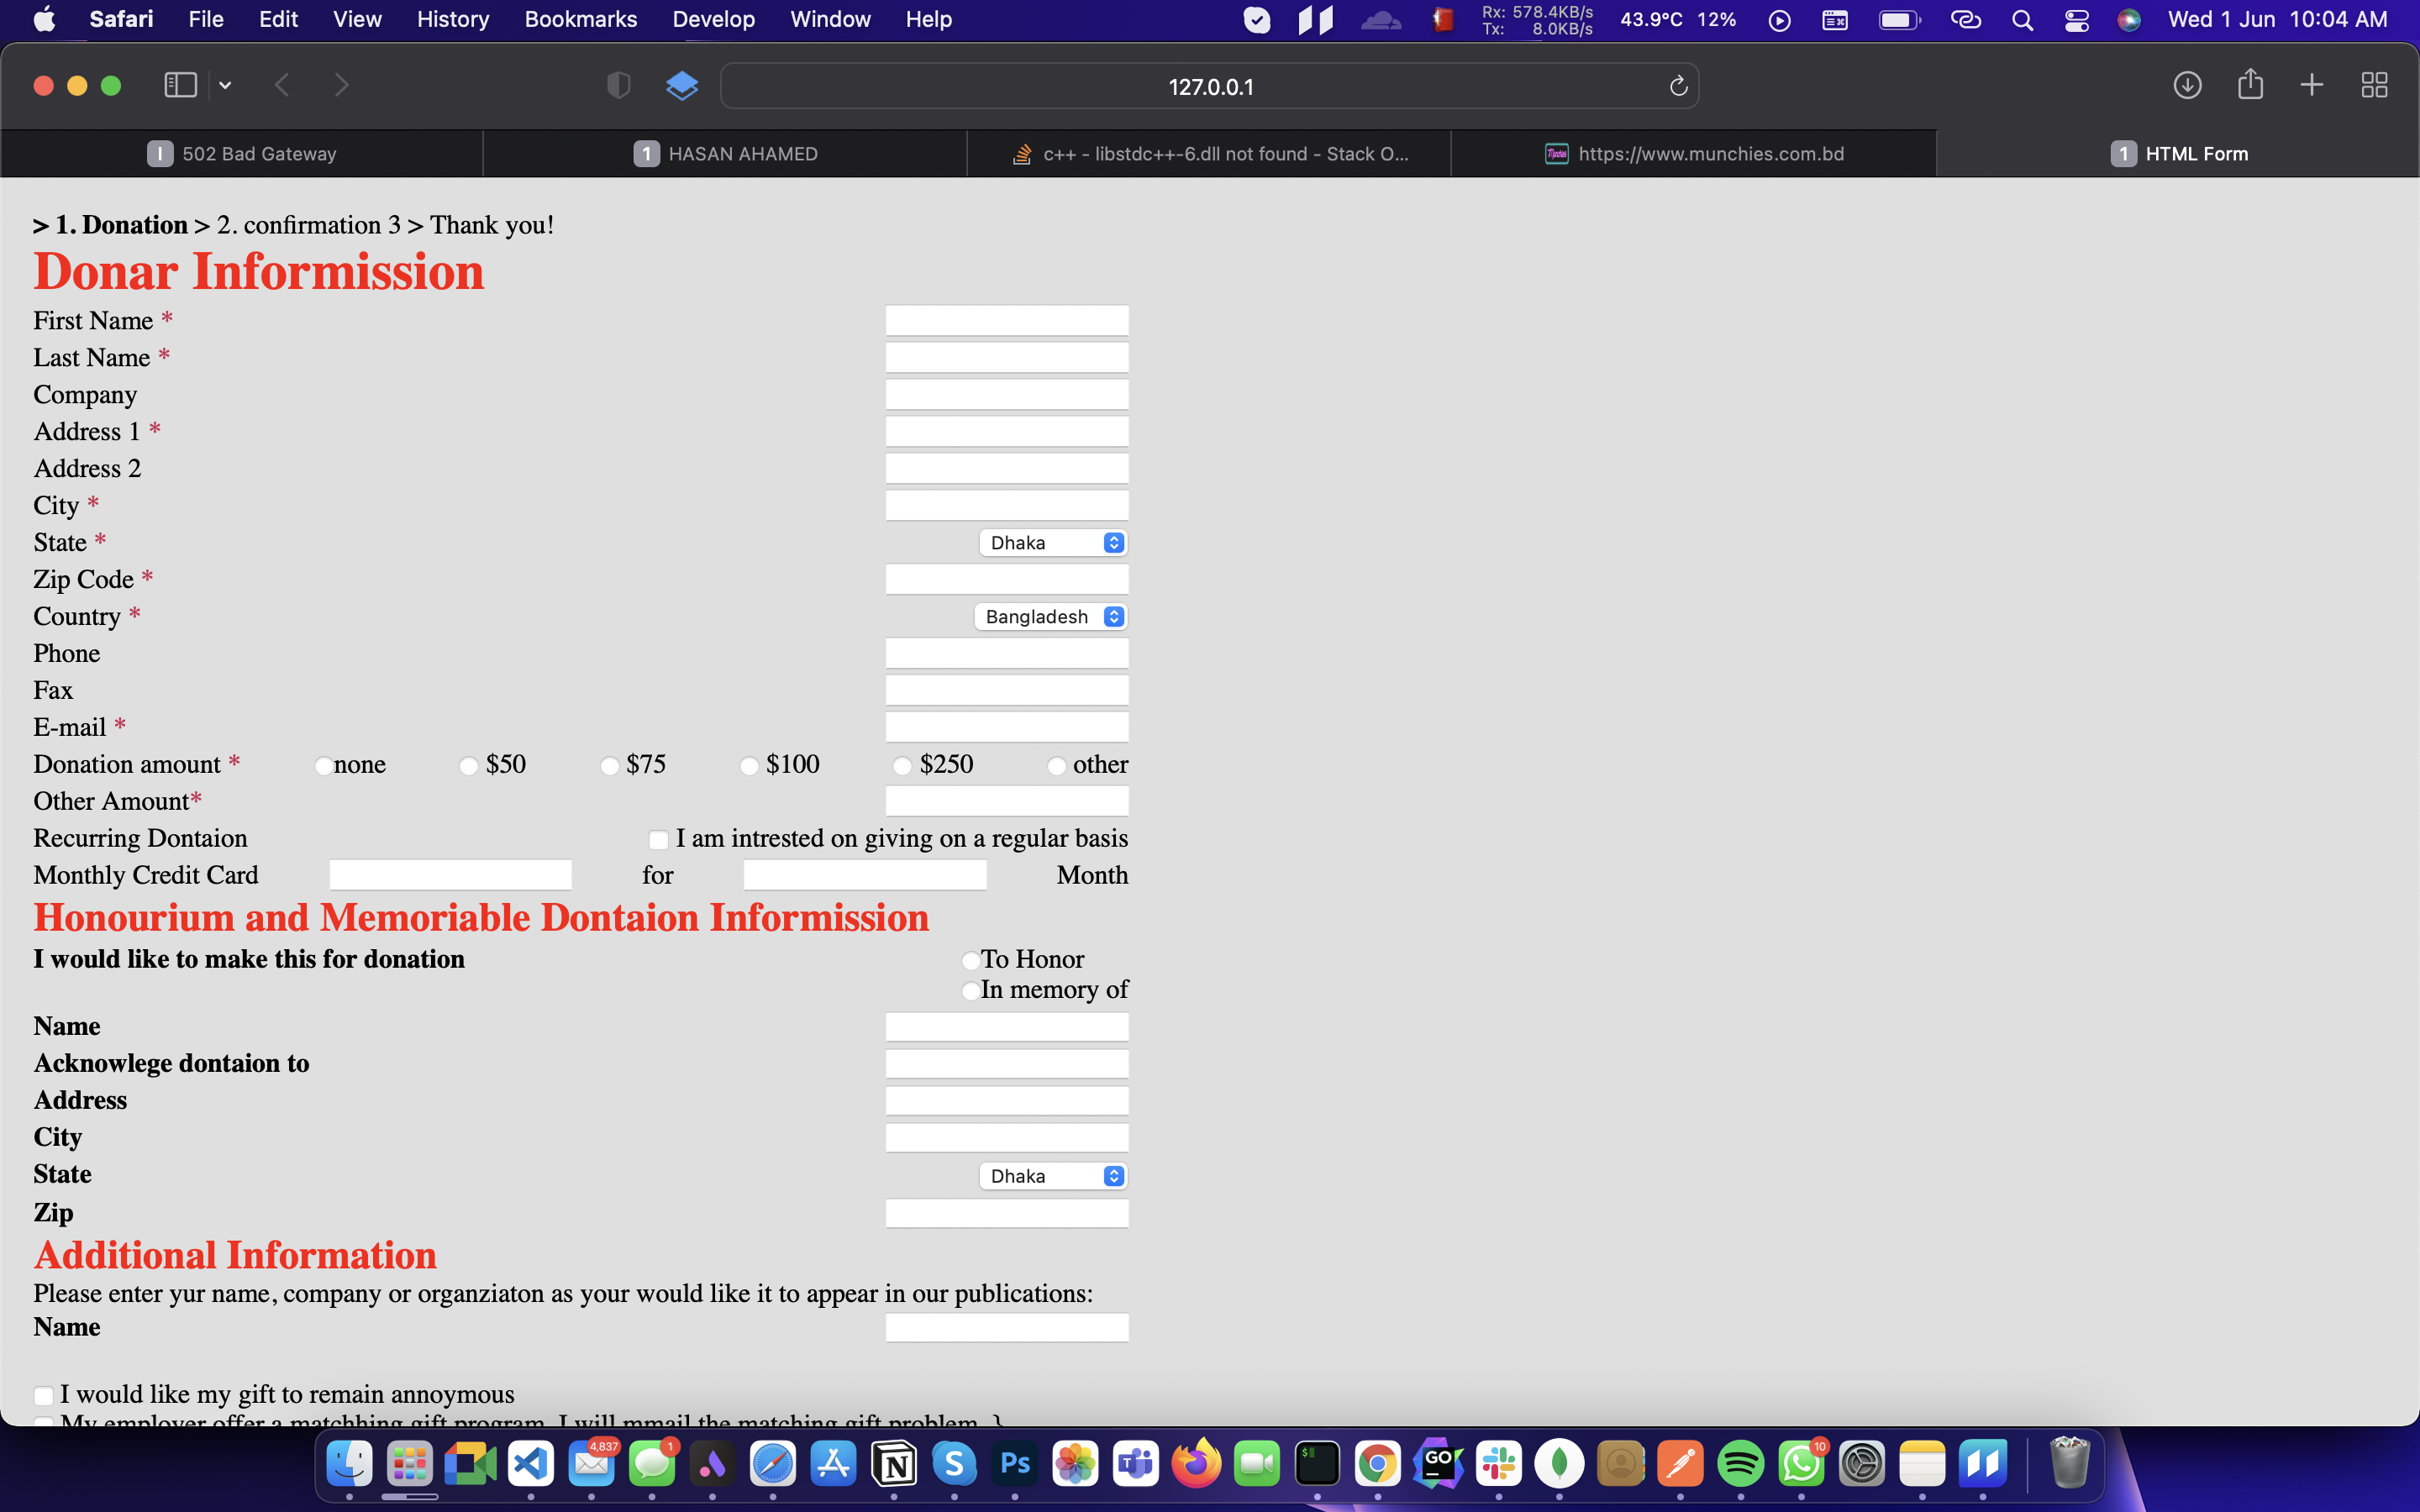 Safari File Edit View History Bookmarks Develop Window Help Rx: 578.4KB/s Tx: 8.0KB/s 43.9°C 12% Wed 1 Jun 10:04 AM
127.0.0.1
I 502 Bad Gateway 1 HASAN AHAMED c++ - libstdc++-6.dll not found - Stack O... https://www.munchies.com.bd 1 HTML Form
> 1. Donation > 2. confirmation 3 > Thank you!
Donar Informission
First Name *
Last Name *
Company
Address 1 *
Address 2
City *
State * Dhaka
Zip Code *
Country * Bangladesh
Phone
Fax
E-mail *
Donation amount * none $50 $75 $100 $250 other
Other Amount*
Recurring Dontaion I am intrested on giving on a regular basis
Monthly Credit Card for Month
Honourium and Memoriable Dontaion Informission
I would like to make this for donation To Honor
In memory of
Name
Acknowlege dontaion to
Address
City
State Dhaka
Zip
Additional Information
Please enter yur name, company or organziaton as your would like it to appear in our publications:
Name
I would like my gift to remain annoymous
My employer offer a matchhing gift program. I will mmail the matching gift problem. }
4,837 1 N S Ps $ GO 10